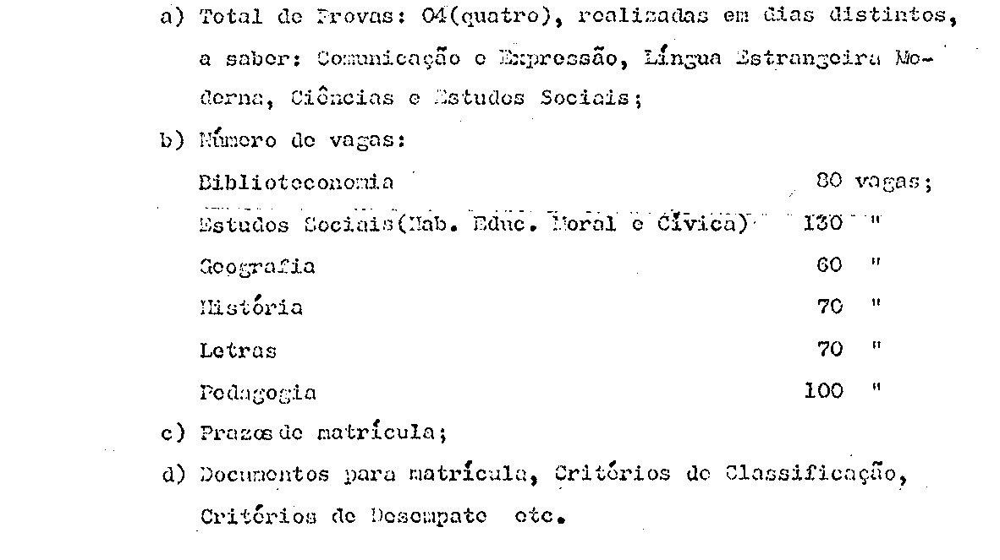 a) Total de Provas: 04(quatro), realizadas em dias distintos,
a saber: Comunicação e Expressão, Língua Estrangeira Mo-
derna, Ciências e Estudos Sociais;
b) Número de vagas:
Biblioteconomia 80 vagas;
Estudos Sociais(Hab. Educ. Moral e Cívica) 130 "
Geografia 60 "
História 70 "
Letras 70 "
Pedagogia 100 "
c) Prazos de matrícula;
d) Documentos para matrícula, Critérios de Classificação,
Critérios de Desempate etc.